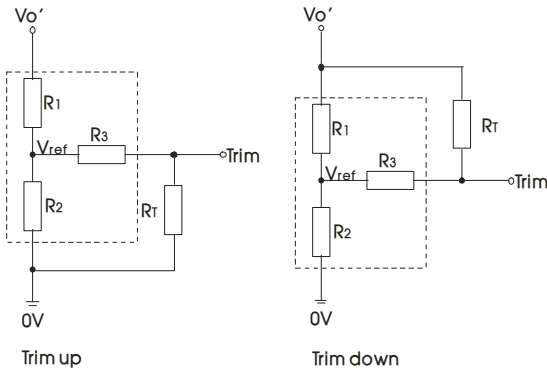 Vo'
R1
R3
Vref
Trim
R2
RT
0V
Trim up
Vo'
R1
RT
R3
Vref
Trim
R2
0V
Trim down